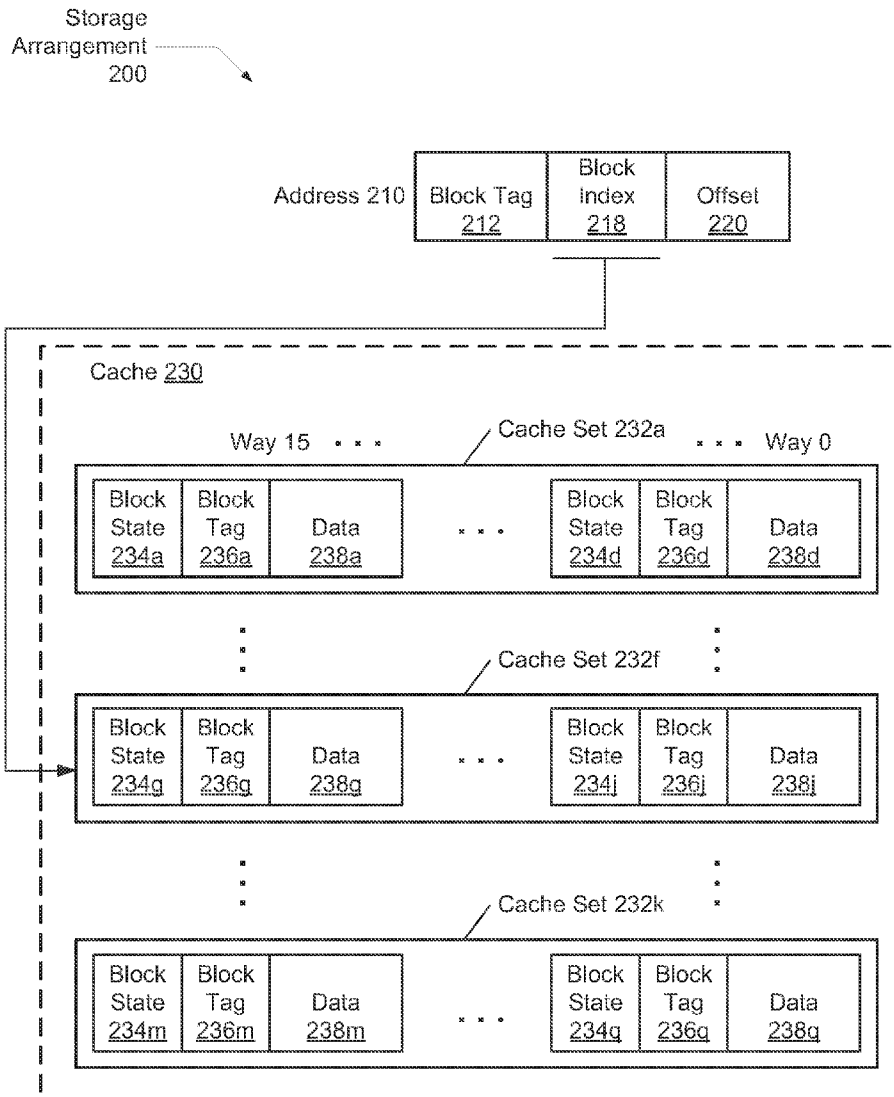 Storage
Arrangement
200
Address 210
Block Tag
212
Block
index
218
Offset
220
Cache 230
Way 15 . . .
Cache Set 232a
. . . Way 0
Block
State
234a
Block
Tag
236a
Data
238a
. . .
Block
State
234d
Block
Tag
236d
Data
238d
Cache Set 232f
Block
State
234g
Block
Tag
236g
Data
238g
. . .
Block
State
234j
Block
Tag
236j
Data
238j
Cache Set 232k
Block
State
234m
Block
Tag
236m
Data
238m
. . .
Block
State
234q
Block
Tag
236q
Data
238q